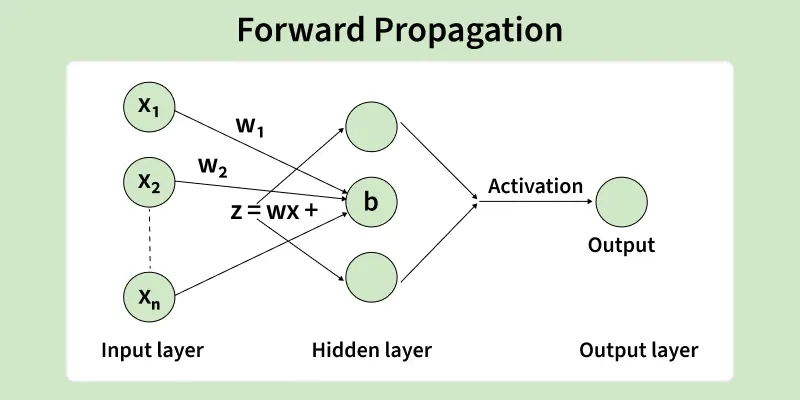 Forward Propagation
x₁
w₁
x₂
w₂
z = wx +
b
Activation
Output
xₙ
Input layer
Hidden layer
Output layer